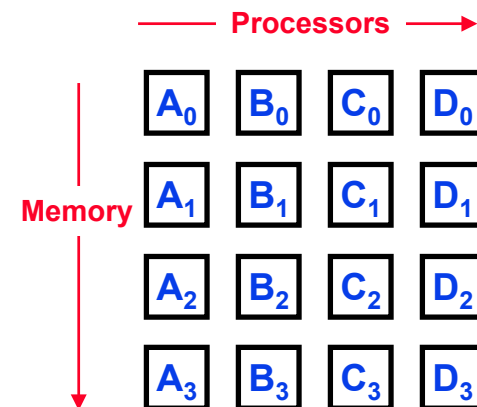 Processors
A₀ B₀ C₀ D₀
A₁ B₁ C₁ D₁
Memory
A₂ B₂ C₂ D₂
A₃ B₃ C₃ D₃